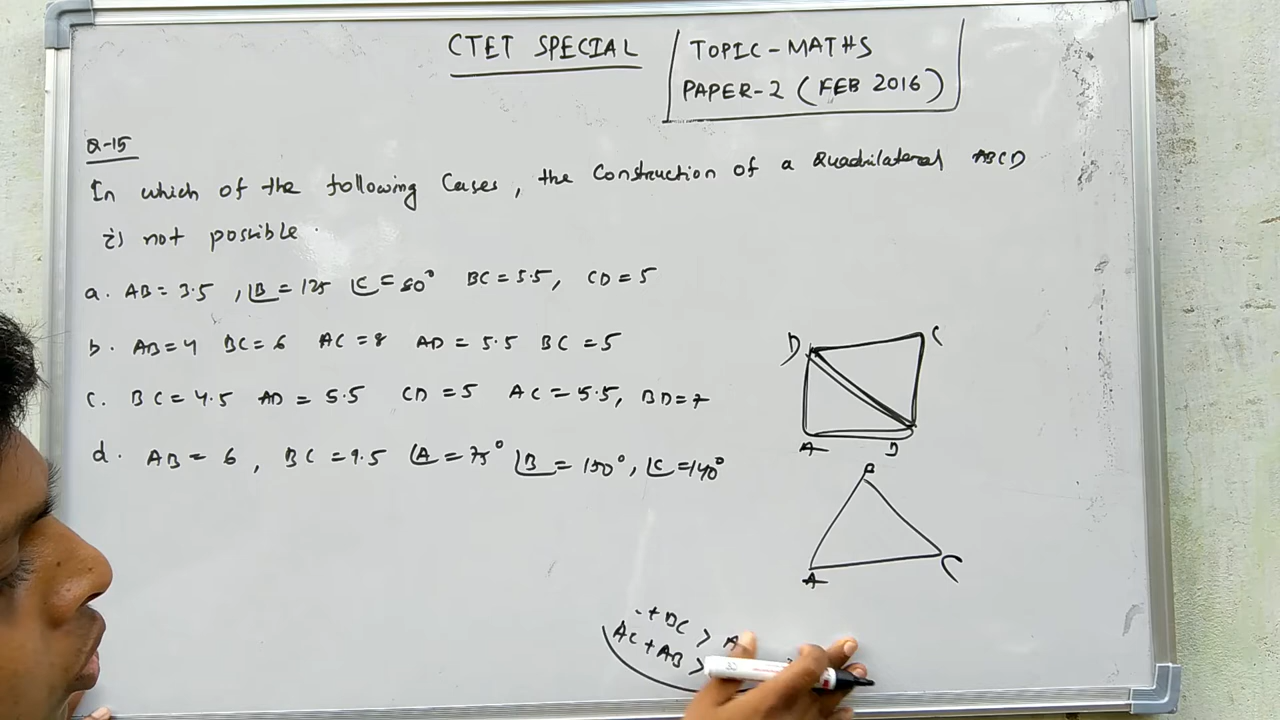 CTET SPECIAL
TOPIC-MATHS
PAPER-2 (FEB 2016)
Q-15
In which of the following Cases, the Construction of a Quadrilateral ABCD
is not possible.
a. AB = 3.5, ∠B = 125 ∠C = 80° BC = 5.5, CD = 5
b. AB=4 BC=6 AC=8 AD = 5.5 BC = 5
C. BC = 4.5 AD = 5.5 CD = 5 AC = 5.5, BD=7
d. AB = 6, BC = 9.5 ∠A = 75° ∠B = 150°, ∠C =140°
D C
A B
B
A C
+ BC > A
AC + AB >